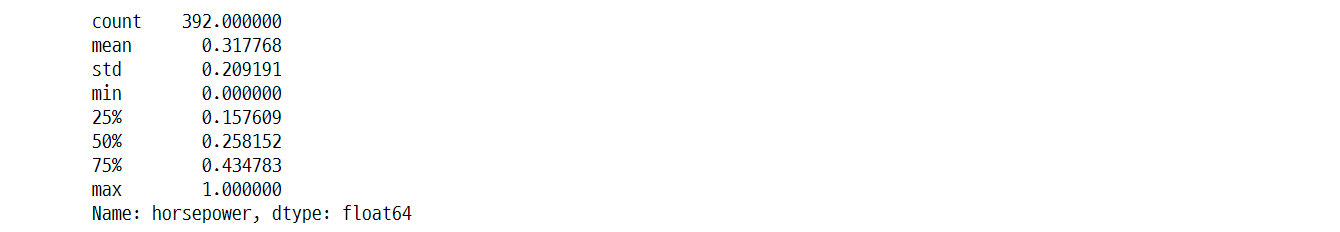 count    392.000000
mean       0.317768
std        0.209191
min        0.000000
25%        0.157609
50%        0.258152
75%        0.434783
max        1.000000
Name: horsepower, dtype: float64